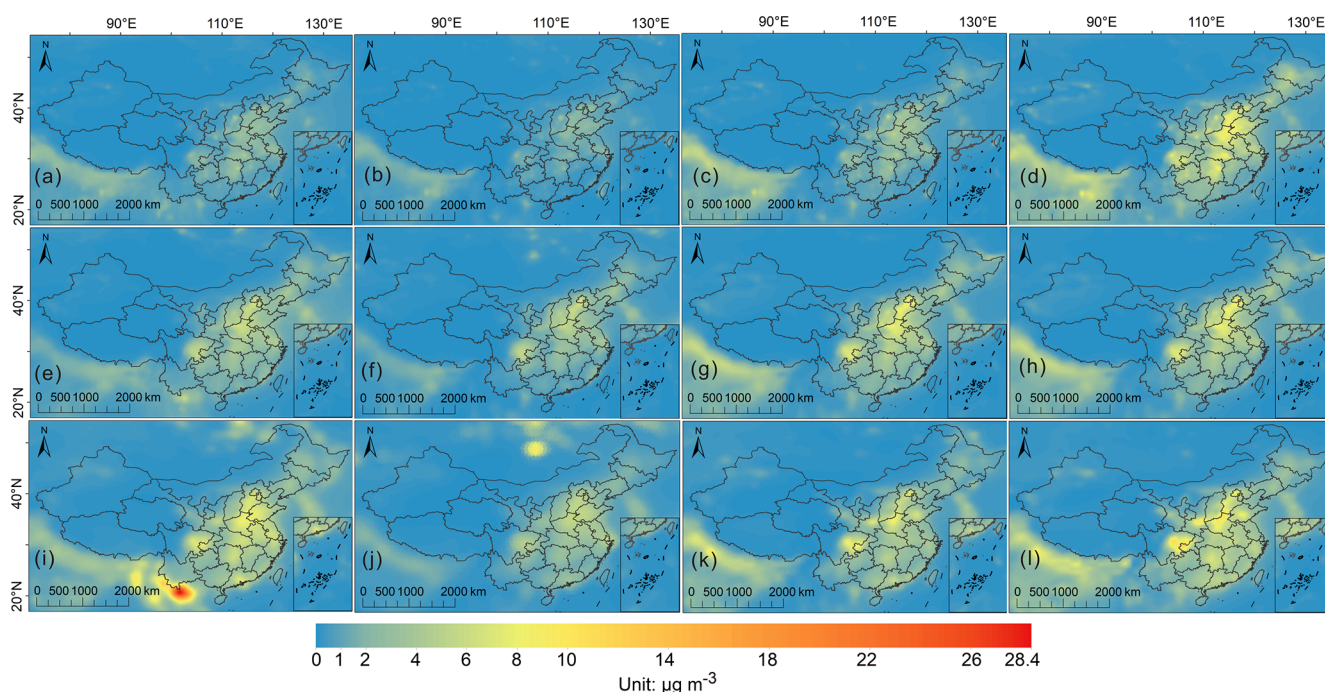 90°E 110°E 130°E 90°E 110°E 130°E 90°E 110°E 130°E 90°E 110°E 130°E
N N N N
40°N
(a) (b) (c) (d)
0 500 1000 2000 km 0 500 1000 2000 km 0 500 1000 2000 km 0 500 1000 2000 km
20°N
N N N N
40°N
(e) (f) (g) (h)
0 500 1000 2000 km 0 500 1000 2000 km 0 500 1000 2000 km 0 500 1000 2000 km
20°N
N N N N
40°N
(i) (j) (k) (l)
0 500 1000 2000 km 0 500 1000 2000 km 0 500 1000 2000 km 0 500 1000 2000 km
20°N
0 1 2 4 6 8 10 14 18 22 26 28.4
Unit: μg m⁻³